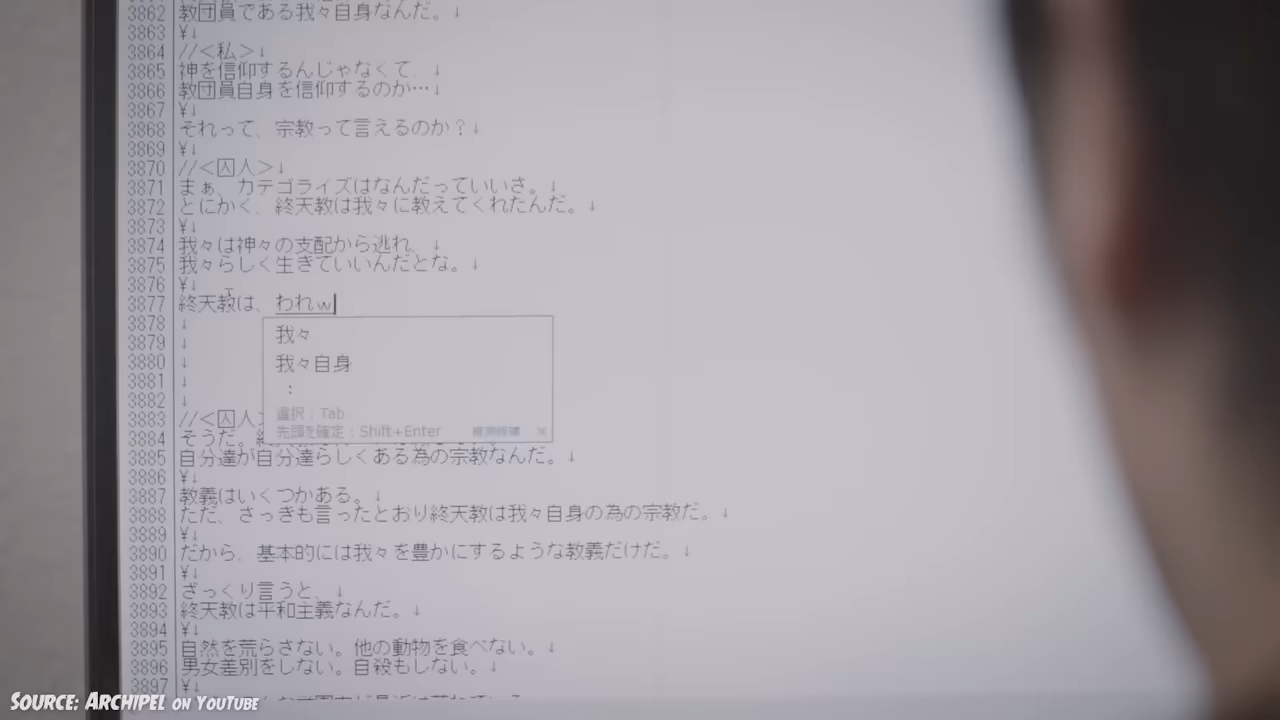 3862 教団員である我々自身なんだ。↓
3863 ¥↓
3864 //＜私＞↓
3865 神を信仰するんじゃなくて、↓
3866 教団員自身を信仰するのか…↓
3867 ¥↓
3868 それって、宗教って言えるのか？↓
3869 ¥↓
3870 //＜囚人＞↓
3871 まぁ、カテゴライズはなんだっていいさ。↓
3872 とにかく、終天教は我々に教えてくれたんだ。↓
3873 ¥↓
3874 我々は神々の支配から逃れ、↓
3875 我々らしく生きていいんだとな。↓
3876 ¥↓
3877 終天教は、われｗ
我々
3878 ↓
3879 ↓
我々自身
3880 ↓
：
3881 ↓
3882 ↓
選択：Tab
3883 //＜囚人
先頭を確定：Shift+Enter
3884 そうだ。
3885 自分達が自分達らしくある為の宗教なんだ。↓
3886 ¥↓
3887 教義はいくつかある。↓
3888 ただ、さっきも言ったとおり終天教は我々自身の為の宗教だ。↓
3889 ¥↓
3890 だから、基本的には我々を豊かにするような教義だけだ。↓
3891 ¥↓
3892 ざっくり言うと、↓
3893 終天教は平和主義なんだ。↓
3894 ¥↓
3895 自然を荒らさない。他の動物を食べない。↓
3896 男女差別をしない。自殺もしない。↓
3897 ¥↓
SOURCE: ARCHIPEL ON YOUTUBE